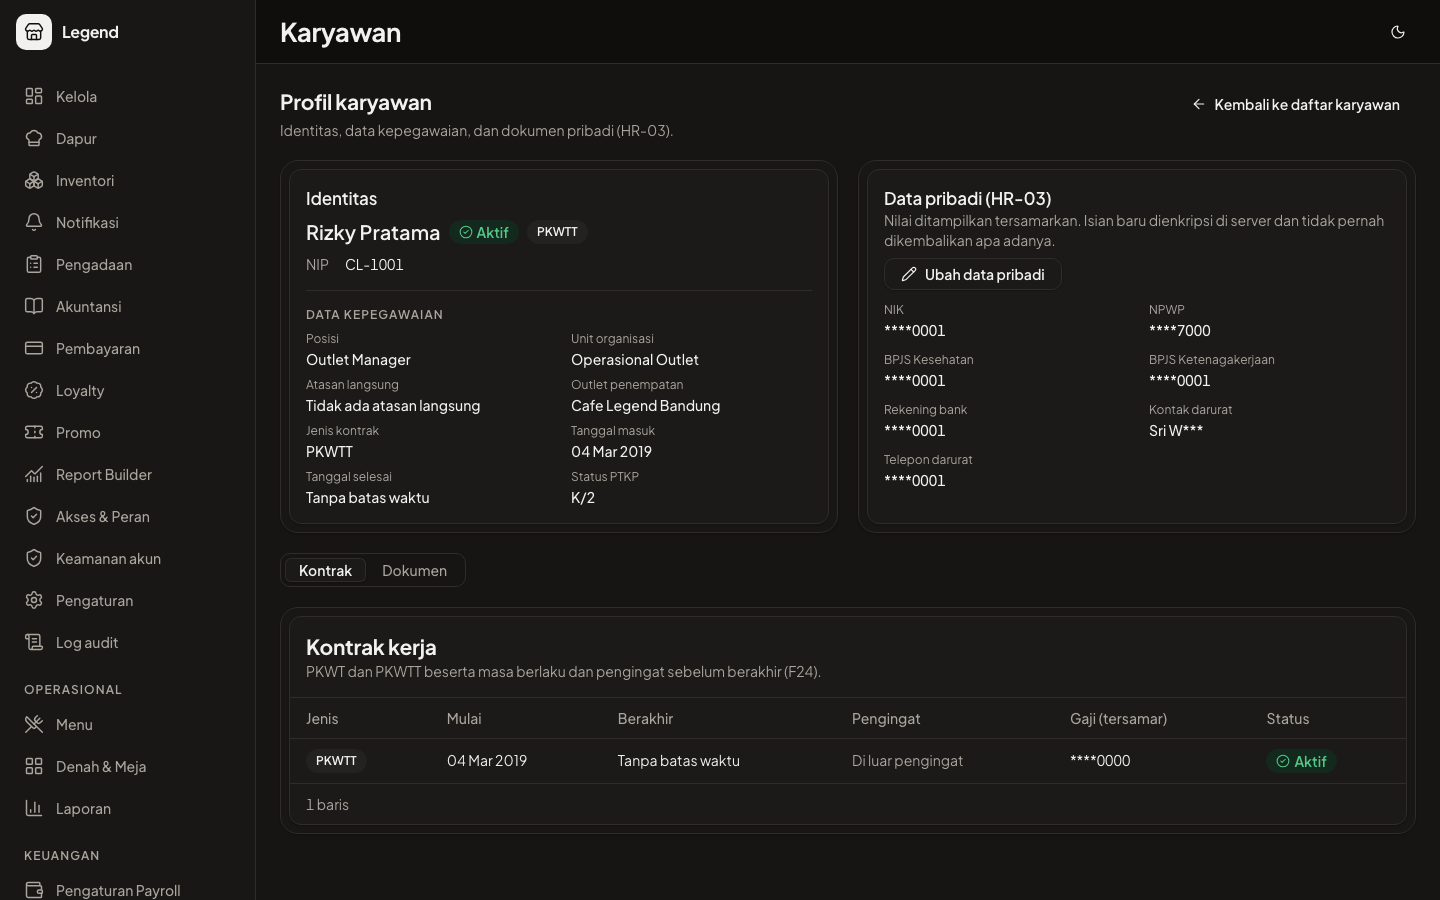 Legend
Kelola
Dapur
Inventori
Notifikasi
Pengadaan
Akuntansi
Pembayaran
Loyalty
Promo
Report Builder
Akses & Peran
Keamanan akun
Pengaturan
Log audit
OPERASIONAL
Menu
Denah & Meja
Laporan
KEUANGAN
Pengaturan Payroll
Karyawan
Profil karyawan
Identitas, data kepegawaian, dan dokumen pribadi (HR-03).
Kembali ke daftar karyawan
Identitas
Rizky Pratama Aktif PKWTT
NIP CL-1001
DATA KEPEGAWAIAN
Posisi
Outlet Manager
Unit organisasi
Operasional Outlet
Atasan langsung
Tidak ada atasan langsung
Outlet penempatan
Cafe Legend Bandung
Jenis kontrak
PKWTT
Tanggal masuk
04 Mar 2019
Tanggal selesai
Tanpa batas waktu
Status PTKP
K/2
Data pribadi (HR-03)
Nilai ditampilkan tersamarkan. Isian baru dienkripsi di server dan tidak pernah
dikembalikan apa adanya.
Ubah data pribadi
NIK
****0001
NPWP
****7000
BPJS Kesehatan
****0001
BPJS Ketenagakerjaan
****0001
Rekening bank
****0001
Kontak darurat
Sri W***
Telepon darurat
****0001
Kontrak Dokumen
Kontrak kerja
PKWT dan PKWTT beserta masa berlaku dan pengingat sebelum berakhir (F24).
Jenis Mulai Berakhir Pengingat Gaji (tersamar) Status
PKWTT 04 Mar 2019 Tanpa batas waktu Di luar pengingat ****0000 Aktif
1 baris